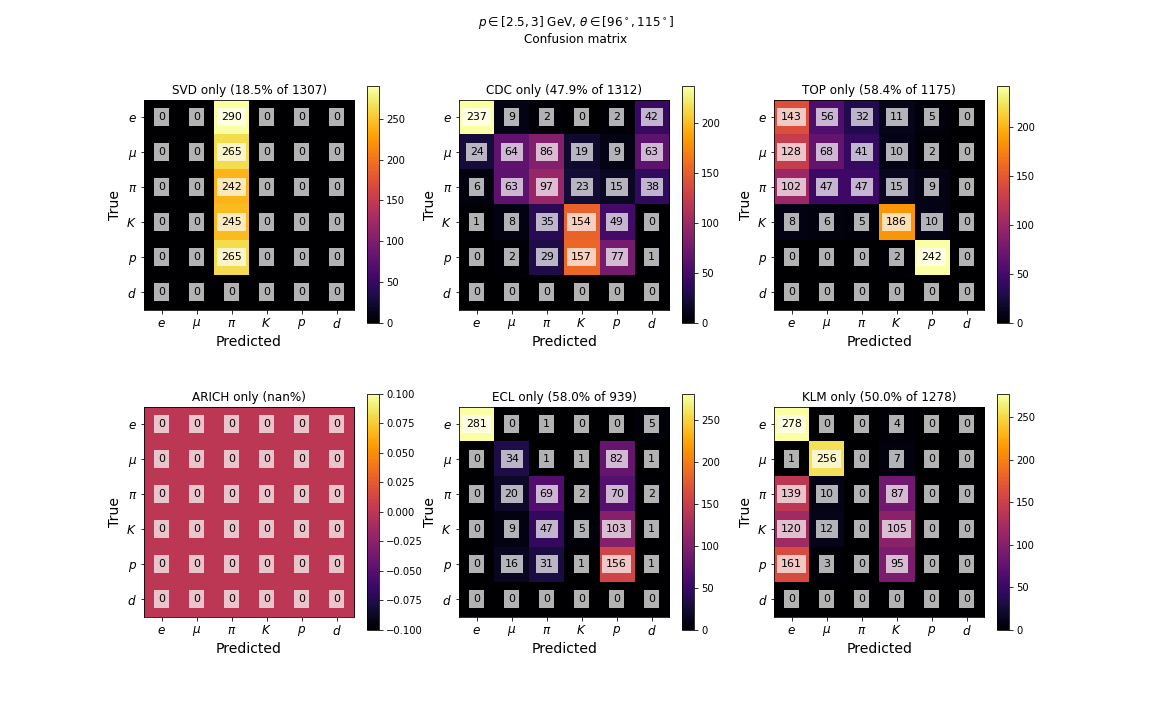 p ∈ [2.5, 3] GeV, θ ∈ [96°, 115°]
Confusion matrix
SVD only (18.5% of 1307)
True
e 0 0 290 0 0 0
μ 0 0 265 0 0 0
π 0 0 242 0 0 0
K 0 0 245 0 0 0
p 0 0 265 0 0 0
d 0 0 0 0 0 0
e μ π K p d
Predicted
250
200
150
100
50
0
CDC only (47.9% of 1312)
True
e 237 9 2 0 2 42
μ 24 64 86 19 9 63
π 6 63 97 23 15 38
K 1 8 35 154 49 0
p 0 2 29 157 77 1
d 0 0 0 0 0 0
e μ π K p d
Predicted
200
150
100
50
0
TOP only (58.4% of 1175)
True
e 143 56 32 11 5 0
μ 128 68 41 10 2 0
π 102 47 47 15 9 0
K 8 6 5 186 10 0
p 0 0 0 2 242 0
d 0 0 0 0 0 0
e μ π K p d
Predicted
200
150
100
50
0
ARICH only (nan%)
True
e 0 0 0 0 0 0
μ 0 0 0 0 0 0
π 0 0 0 0 0 0
K 0 0 0 0 0 0
p 0 0 0 0 0 0
d 0 0 0 0 0 0
e μ π K p d
Predicted
0.100
0.075
0.050
0.025
0.000
−0.025
−0.050
−0.075
−0.100
ECL only (58.0% of 939)
True
e 281 0 1 0 0 5
μ 0 34 1 1 82 1
π 0 20 69 2 70 2
K 0 9 47 5 103 1
p 0 16 31 1 156 1
d 0 0 0 0 0 0
e μ π K p d
Predicted
250
200
150
100
50
0
KLM only (50.0% of 1278)
True
e 278 0 0 4 0 0
μ 1 256 0 7 0 0
π 139 10 0 87 0 0
K 120 12 0 105 0 0
p 161 3 0 95 0 0
d 0 0 0 0 0 0
e μ π K p d
Predicted
250
200
150
100
50
0